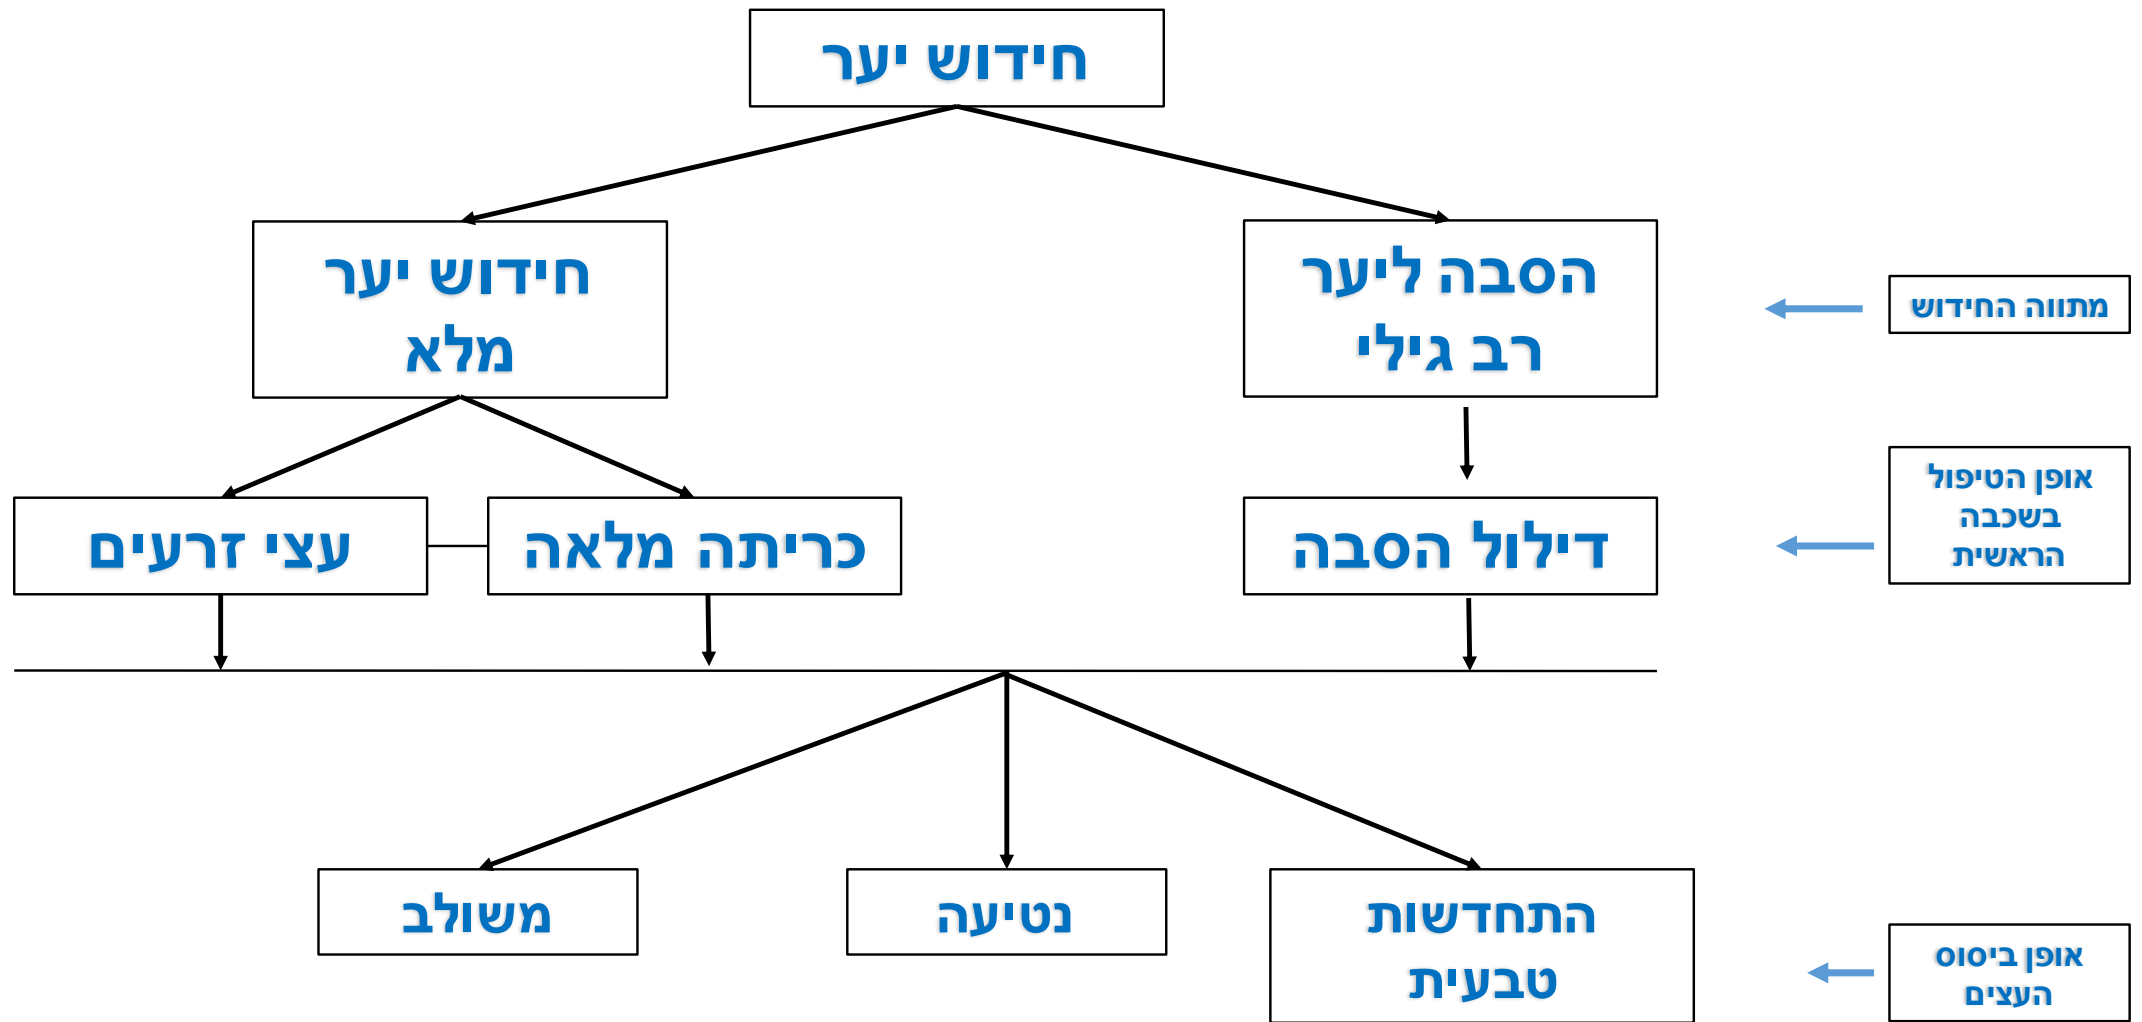 חידוש יער
הסבה ליער
רב גילי
חידוש יער
מלא
מתווה החידוש
דילול הסבה
כריתה מלאה
עצי זרעים
אופן הטיפול
בשכבה
הראשית
התחדשות
טבעית
נטיעה
משולב
אופן ביסוס
העצים